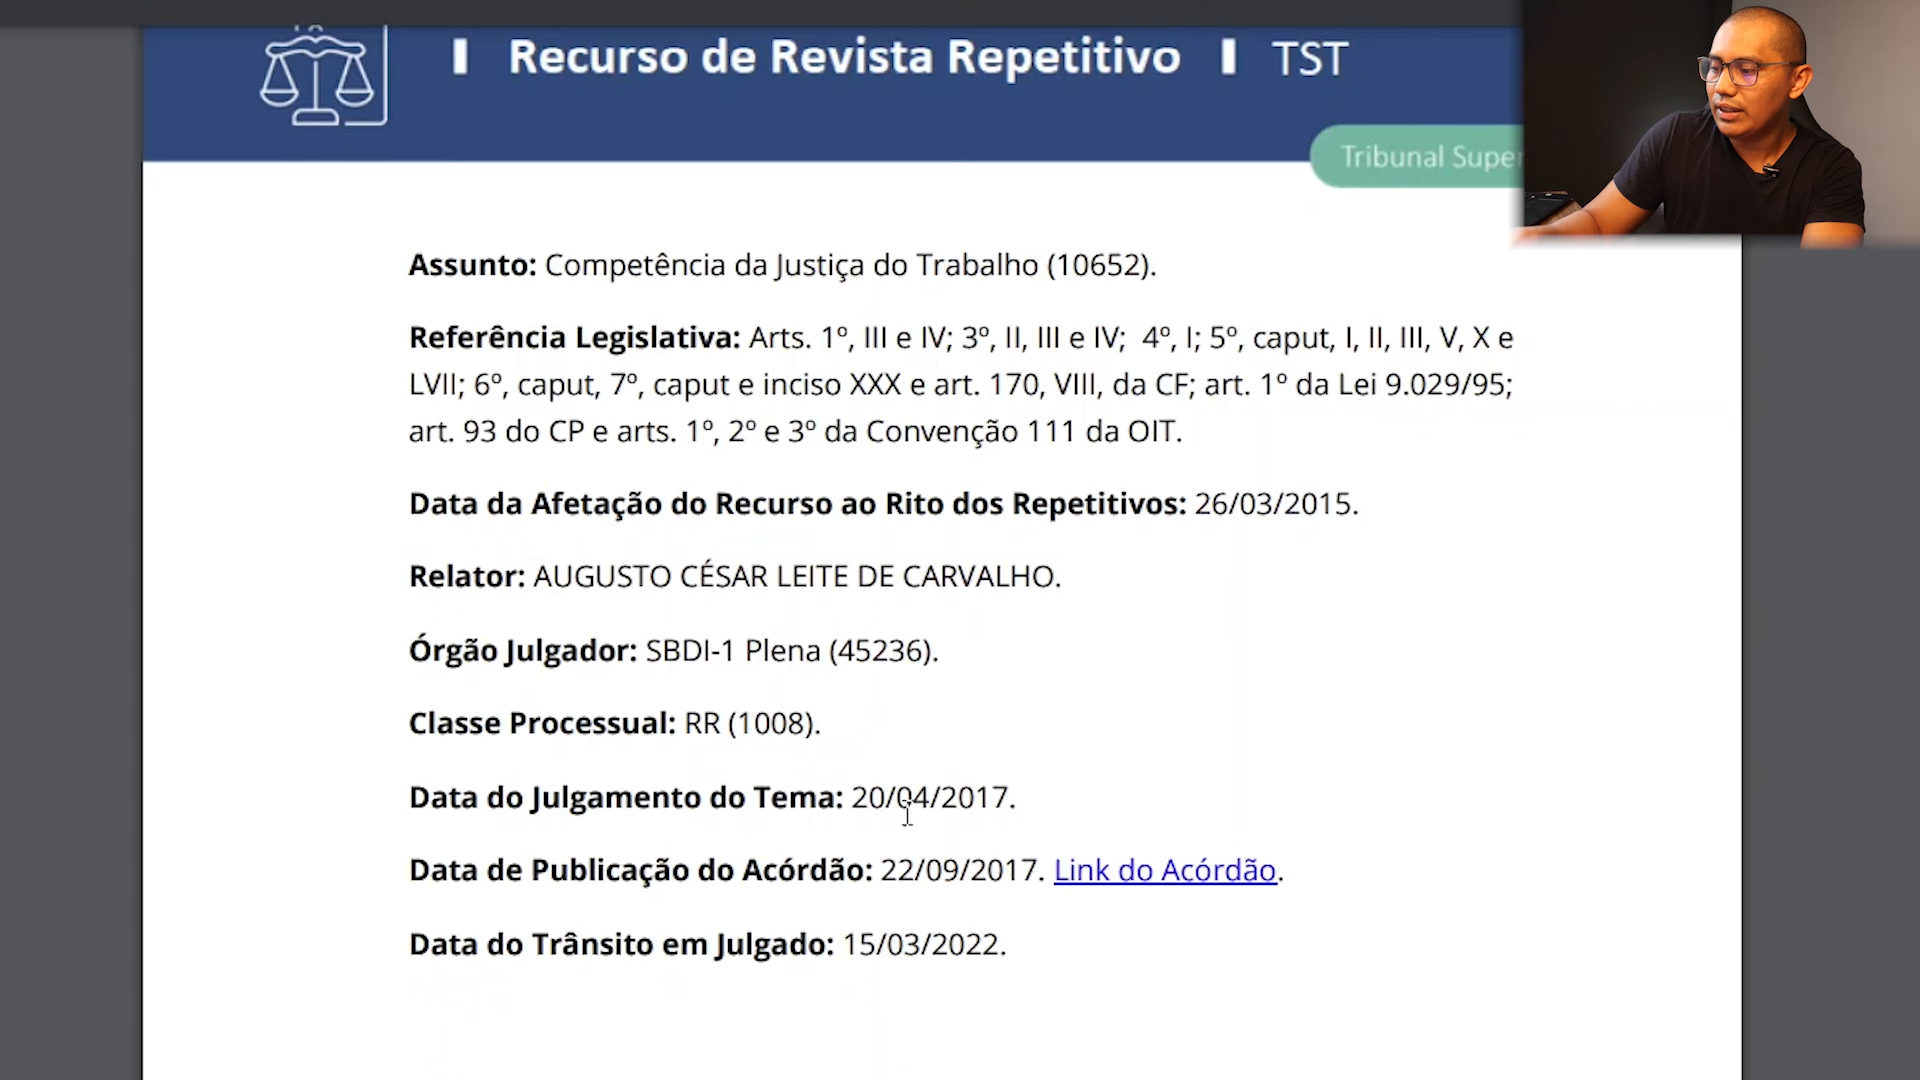 Recurso de Revista Repetitivo
TST
Tribunal Super
Assunto: Competência da Justiça do Trabalho (10652).
Referência Legislativa: Arts. 1º, III e IV; 3º, II, III e IV;  4º, I; 5º, caput, I, II, III, V, X e
LVII; 6º, caput, 7º, caput e inciso XXX e art. 170, VIII, da CF; art. 1º da Lei 9.029/95;
art. 93 do CP e arts. 1º, 2º e 3º da Convenção 111 da OIT.
Data da Afetação do Recurso ao Rito dos Repetitivos: 26/03/2015.
Relator: AUGUSTO CÉSAR LEITE DE CARVALHO.
Órgão Julgador: SBDI-1 Plena (45236).
Classe Processual: RR (1008).
Data do Julgamento do Tema: 20/04/2017.
Data de Publicação do Acórdão: 22/09/2017. Link do Acórdão.
Data do Trânsito em Julgado: 15/03/2022.